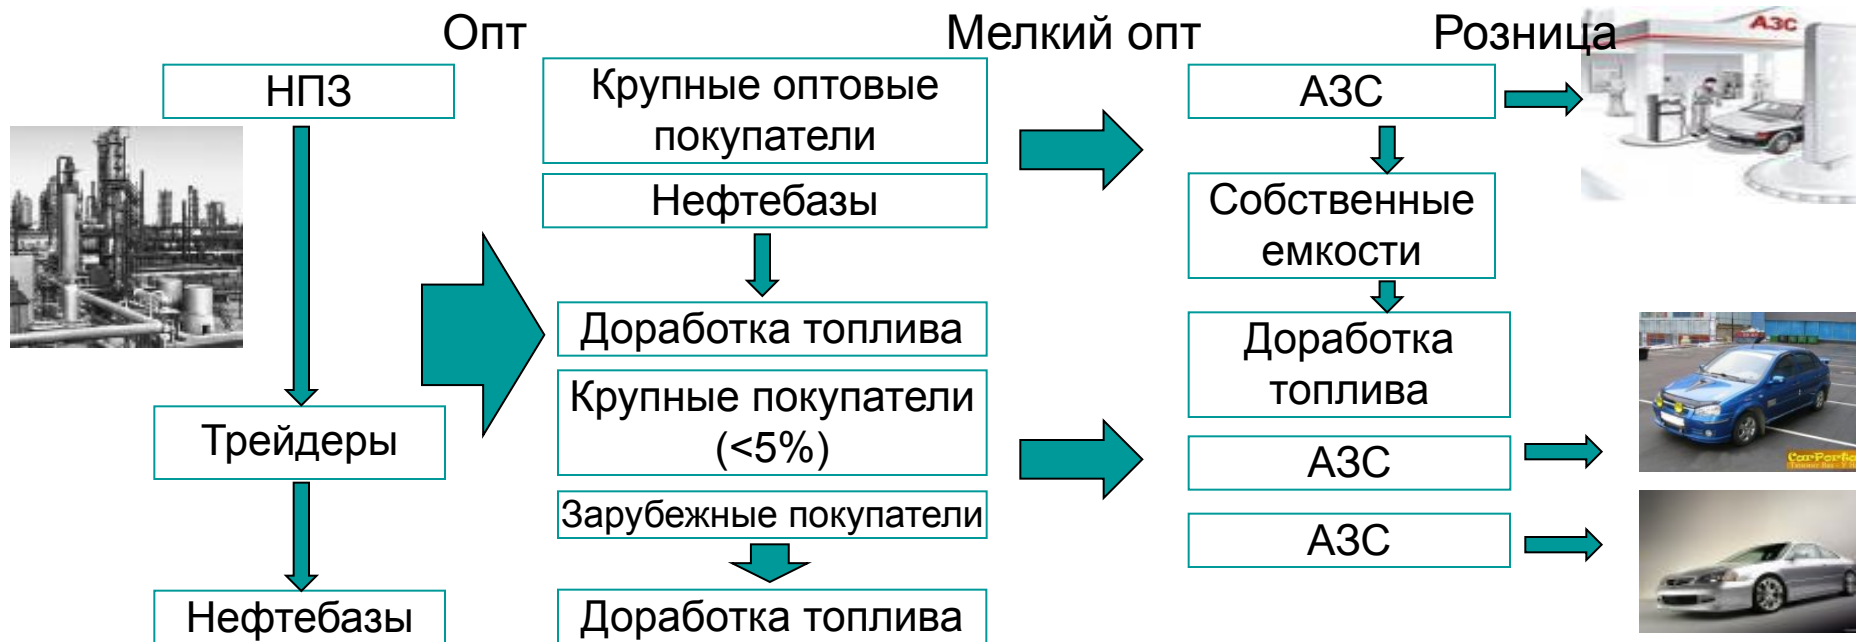 Опт
Мелкий опт
Розница
НПЗ
Трейдеры
Нефтебазы
Крупные оптовые
покупатели
Нефтебазы
Доработка топлива
Крупные покупатели
(<5%)
Зарубежные покупатели
Доработка топлива
АЗС
Собственные
емкости
Доработка
топлива
АЗС
АЗС
АЗС